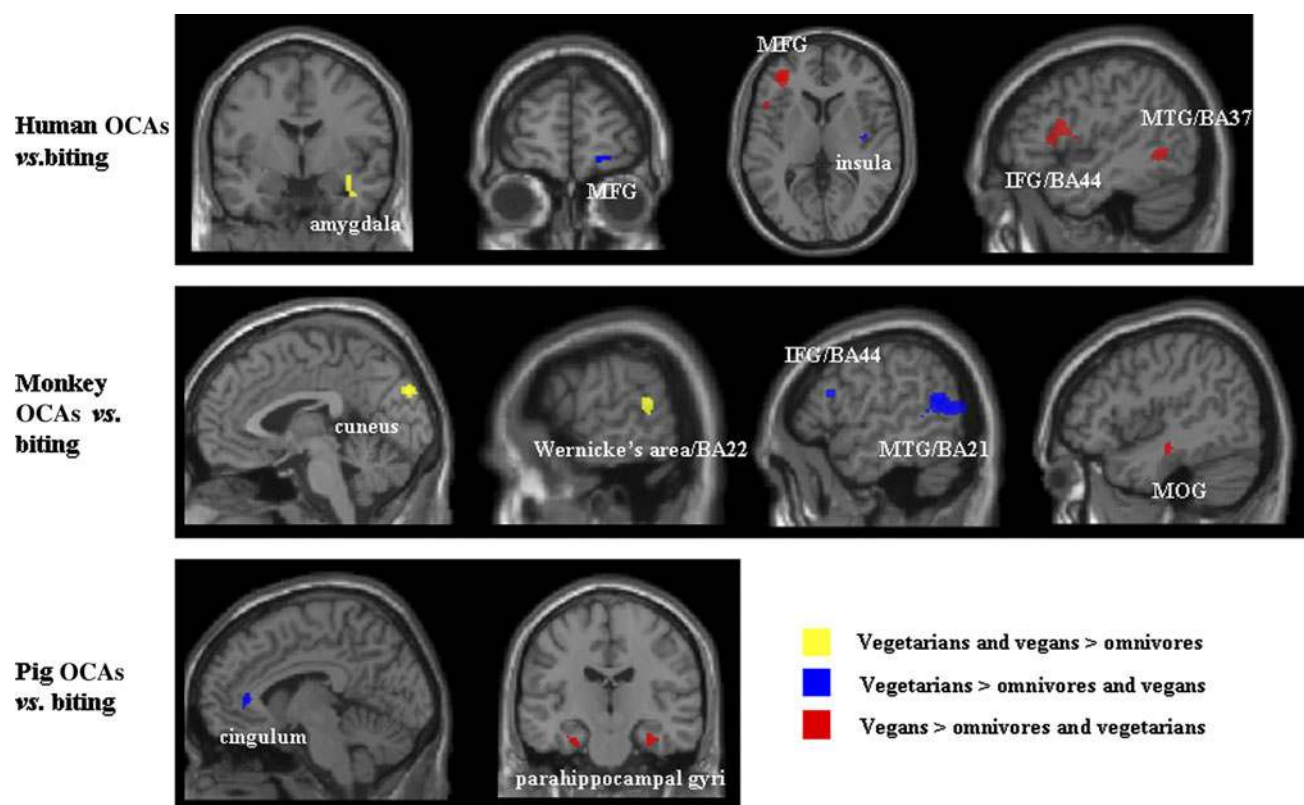 Human OCAs
vs.biting
amygdala
MFG
MFG
insula
MTG/BA37
IFG/BA44
Monkey
OCAs vs.
biting
cuneus
Wernicke's area/BA22
IFG/BA44
MTG/BA21
MOG
Pig OCAs
vs. biting
cingulum
parahippocampal gyri
Vegetarians and vegans > omnivores
Vegetarians > omnivores and vegans
Vegans > omnivores and vegetarians